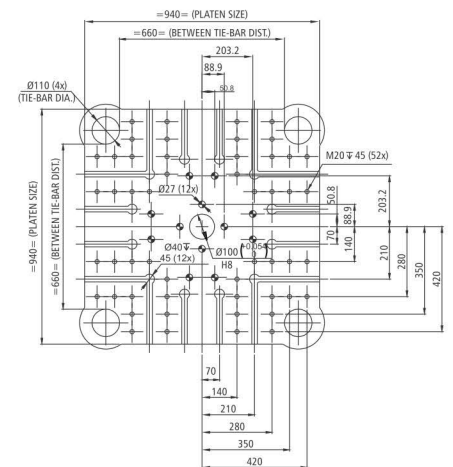 =940= (PLATEN SIZE)
=660= (BETWEEN TIE-BAR DIST.)
203.2
88.9
50.8
Ø110 (4x)
(TIE-BAR DIA.)
M20 ↧ 45 (52x)
=940= (PLATEN SIZE)
=660= (BETWEEN TIE-BAR DIST.)
Ø27 (12x)
50.8
88.9
203.2
Ø40 ↧
45 (12x)
Ø100 (+0.054 0)
H8
70
140
210
280
350
420
70
140
210
280
350
420